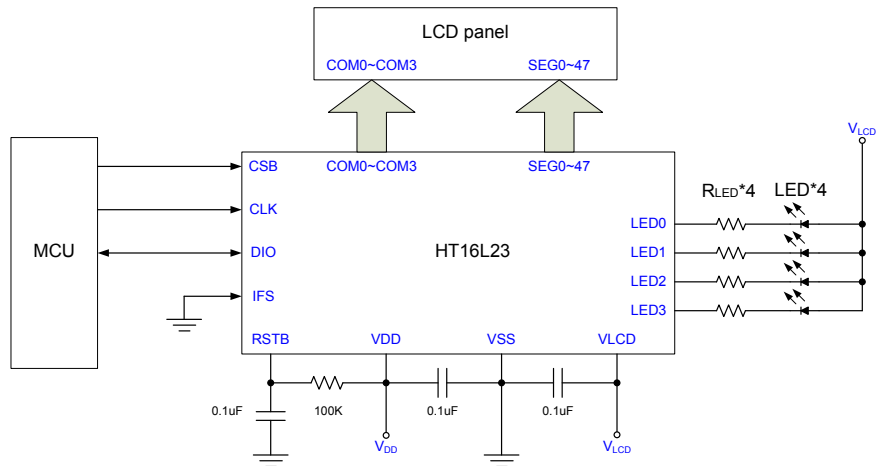 LCD panel
COM0~COM3 SEG0~47
VLCD
CSB COM0~COM3 SEG0~47
RLED*4 LED*4
CLK
LED0
MCU DIO HT16L23 LED1
LED2
IFS
LED3
RSTB VDD VSS VLCD
0.1uF 100K 0.1uF 0.1uF
VDD VLCD